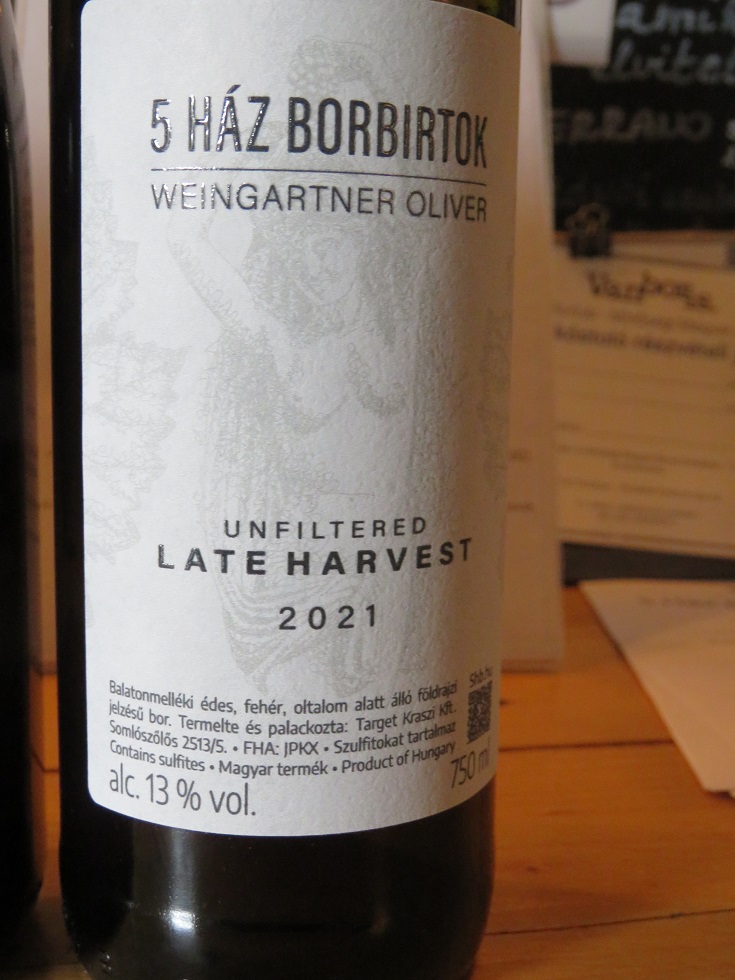 5 HÁZ BORBIRTOK
WEINGARTNER OLIVER
UNFILTERED
LATE HARVEST
2021
Balatonmelléki édes, fehér, oltalom alatt álló földrajzi
jelzésű bor. Termelte és palackozta: Target Kraszi Kft.
Somlószőlős 2513/5. • FHA: JPKX • Szulfitokat tartalmaz
Contains sulfites • Magyar termék • Product of Hungary
5hb.hu
alc. 13 % vol.
750 ml